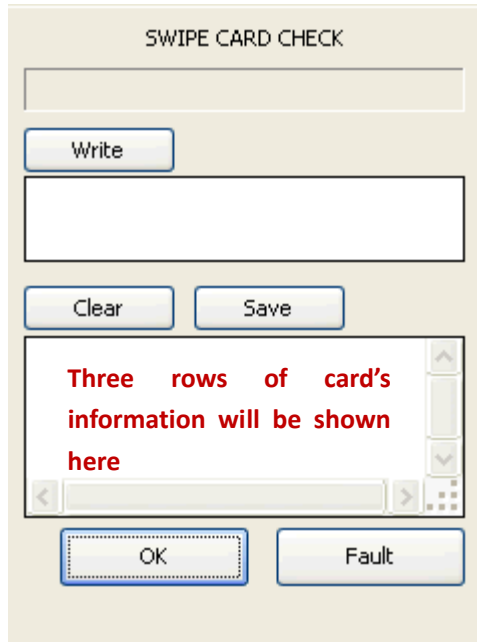 SWIPE CARD CHECK
Write
Clear Save
Three rows of card’s
information will be shown
here
OK Fault